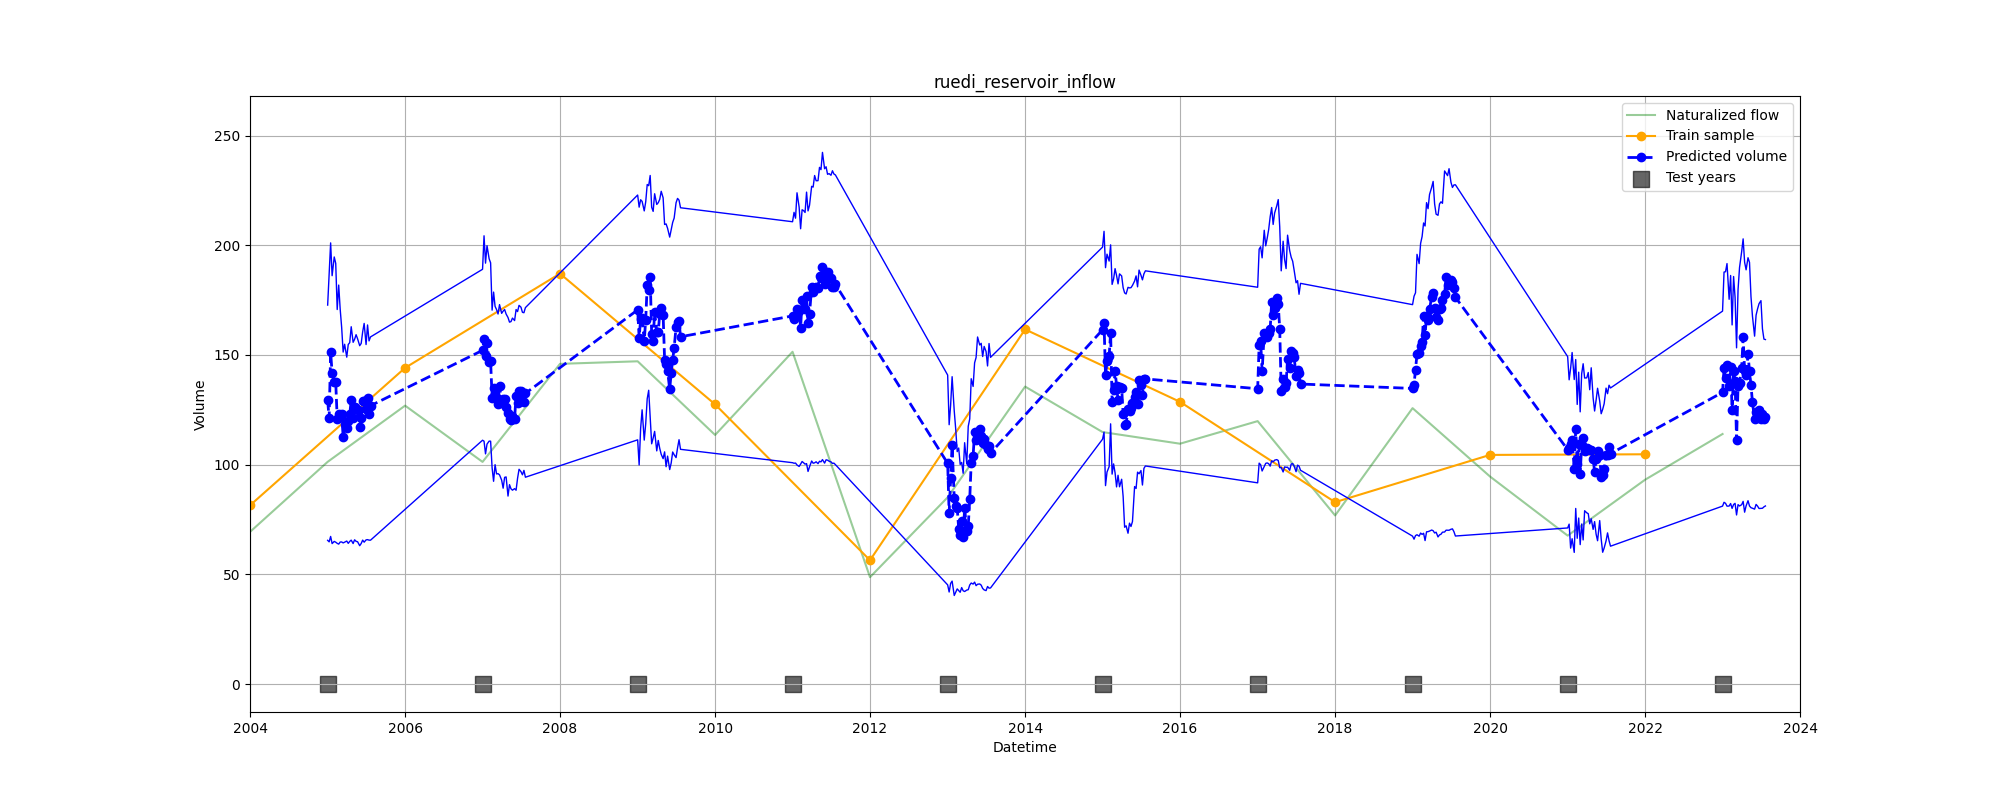 ruedi_reservoir_inflow
Naturalized flow
Train sample
Predicted volume
Test years
Volume
250
200
150
100
50
0
2004 2006 2008 2010 2012 2014 2016 2018 2020 2022 2024
Datetime